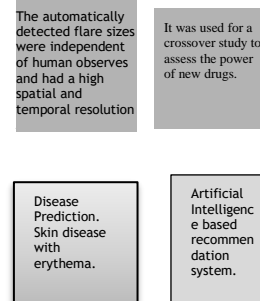 The automatically
detected flare sizes
were independent
of human observes
and had a high
spatial and
temporal resolution
It was used for a
crossover study to
assess the power
of new drugs.
Disease
Prediction.
Skin disease
with
erythema.
Artificial
Intelligenc
e based
recommen
dation
system.